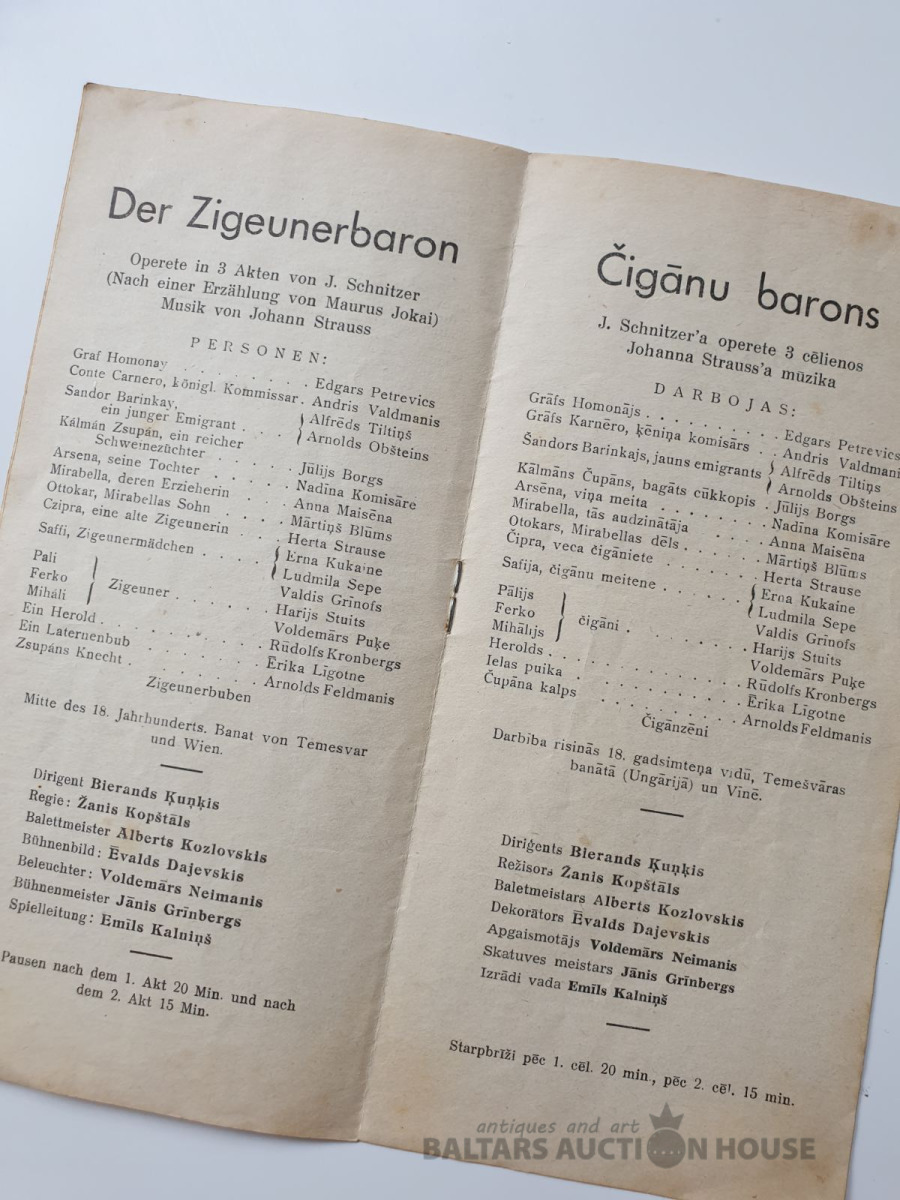 Der Zigeunerbaron
Operete in 3 Akten von J. Schnitzer
(Nach einer Erzählung von Maurus Jokai)
Musik von Johann Strauss
PERSONEN:
Graf Homonay . . . . . . . Edgars Petrevics
Conte Carnero, königl. Kommissar . Andris Valdmanis
Sandor Barinkay, } Alfrēds Tiltiņš
ein junger Emigrant . . . } Arnolds Obšteins
Kálmán Zsupán, ein reicher
Schweinezüchter . . . . . Jūlijs Borgs
Arsena, seine Tochter . . . . . Nadīna Komisāre
Mirabella, deren Erzieherin . . . Anna Maisēna
Ottokar, Mirabellas Sohn . . . . Mārtiņš Blūms
Czipra, eine alte Zigeunerin . . . Herta Strause
Saffi, Zigeunermädchen . . . . { Erna Kukaine
{ Ludmila Sepe
Pali } Valdis Grīnofs
Ferko } Zigeuner . . . . . Harijs Stuits
Miháli } Voldemārs Puķe
Ein Herold . . . . . . . . Rūdolfs Kronbergs
Ein Laternenbub . . . . . . Ērika Līgotne
Zsupáns Knecht . . . . . . . Arnolds Feldmanis
Zigeunerbuben
Mitte des 18. Jahrhunderts. Banat von Temesvar
und Wien.
Dirigent Bierands Ķuņķis
Regie: Žanis Kopštāls
Balettmeister Alberts Kozlovskis
Bühnenbild: Ēvalds Dajevskis
Beleuchter: Voldemārs Neimanis
Bühnenmeister Jānis Grīnbergs
Spielleitung: Emīls Kalniņš
Pausen nach dem 1. Akt 20 Min. und nach
dem 2. Akt 15 Min.
Čigānu barons
J. Schnitzer'a operete 3 cēlienos
Johanna Strauss'a mūzika
DARBOJAS:
Grāfs Homonājs . . . . . . . . Edgars Petrevics
Grāfs Karnēro, ķēniņa komisārs . . Andris Valdmani
Šandors Barinkajs, jauns emigrants } Alfrēds Tiltiņs
} Arnolds Obšteins
Kālmāns Čupāns, bagāts cūkkopis . Jūlijs Borgs
Arsēna, viņa meita . . . . . . . Nadīna Komisāre
Mirabella, tās audzinātāja . . . . Anna Maisēna
Otokars, Mirabellas dēls . . . . . Mārtiņš Blūms
Čipra, veca čigāniete . . . . . . Herta Strause
Safija, čigānu meitene . . . . . { Erna Kukaine
{ Ludmila Sepe
Pālijs } Valdis Grīnofs
Ferko } čigāni . . . . . . Harijs Stuits
Mihālijs } Voldemārs Puķe
Herolds . . . . . . . . . . Rūdolfs Kronbergs
Ielas puika . . . . . . . . . Ērika Līgotne
Čupāna kalps . . . . . . . . Arnolds Feldmanis
Čigānzēni
Darbība risinās 18. gadsimteņa vidū, Temešvāras
banātā (Ungārijā) un Vīnē.
Diriģents Bierands Ķuņķis
Režisors Žanis Kopštāls
Baletmeistars Alberts Kozlovskis
Dekorātors Ēvalds Dajevskis
Apgaismotājs Voldemārs Neimanis
Skatuves meistars Jānis Grīnbergs
Izrādi vada Emīls Kalniņš
Starpbrīži pēc 1. cēl. 20 min., pēc 2. cēl. 15 min.
antiques and art
BALTARS AUCTION HOUSE